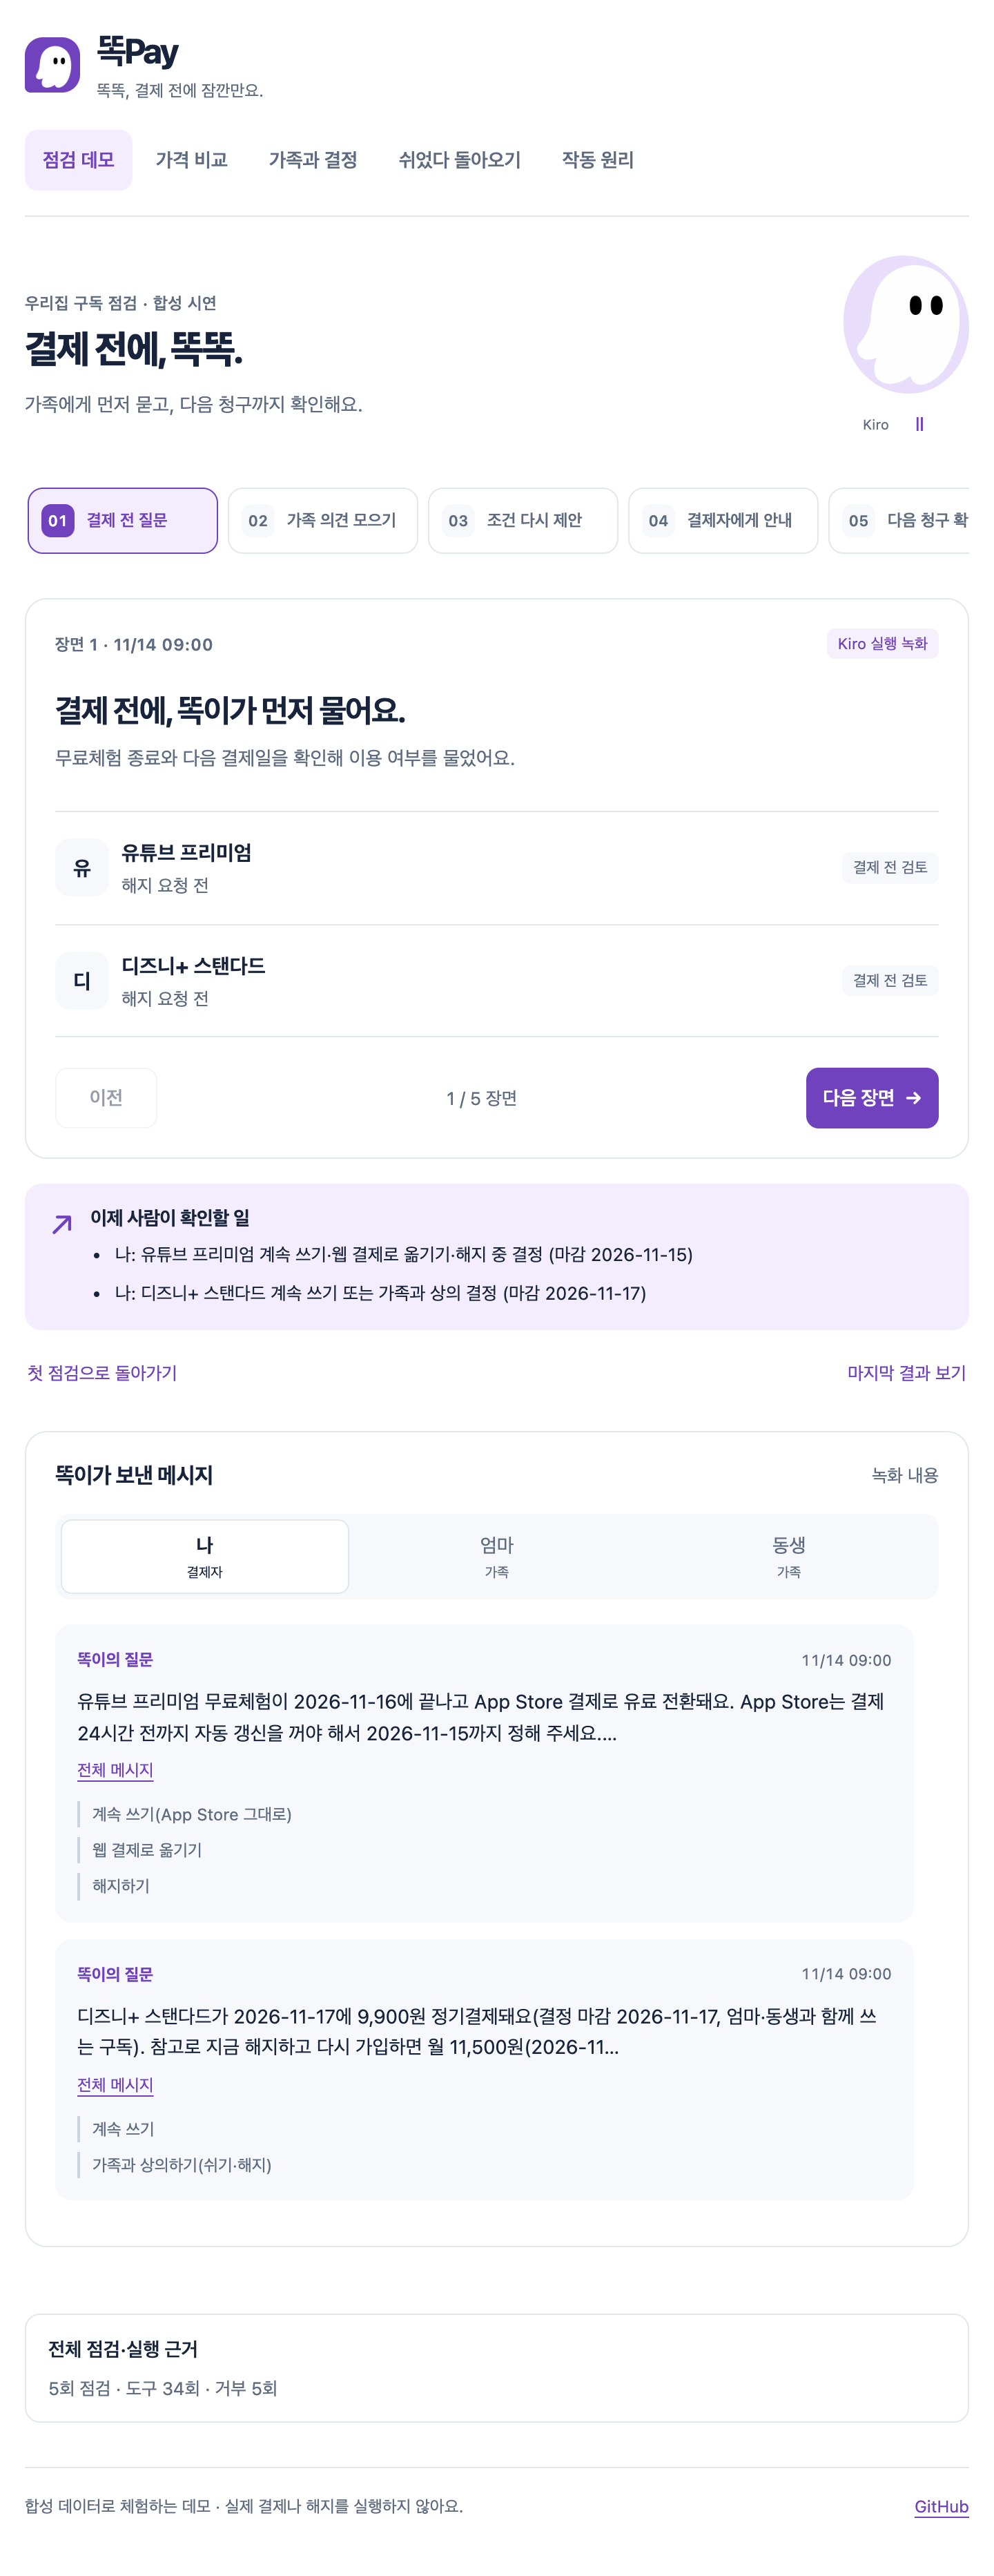 똑Pay
똑똑, 결제 전에 잠깐만요.
점검 데모
가격 비교
가족과 결정
쉬었다 돌아오기
작동 원리
우리집 구독 점검 · 합성 시연
결제 전에, 똑똑.
가족에게 먼저 묻고, 다음 청구까지 확인해요.
Kiro
01 결제 전 질문
02 가족 의견 모으기
03 조건 다시 제안
04 결제자에게 안내
05 다음 청구 확
장면 1 · 11/14 09:00
Kiro 실행 녹화
결제 전에, 똑이가 먼저 물어요.
무료체험 종료와 다음 결제일을 확인해 이용 여부를 물었어요.
유
유튜브 프리미엄
해지 요청 전
결제 전 검토
디
디즈니+ 스탠다드
해지 요청 전
결제 전 검토
이전
1 / 5 장면
다음 장면 →
이제 사람이 확인할 일
• 나: 유튜브 프리미엄 계속 쓰기·웹 결제로 옮기기·해지 중 결정 (마감 2026-11-15)
• 나: 디즈니+ 스탠다드 계속 쓰기 또는 가족과 상의 결정 (마감 2026-11-17)
첫 점검으로 돌아가기
마지막 결과 보기
똑이가 보낸 메시지
녹화 내용
나
결제자
엄마
가족
동생
가족
똑이의 질문
11/14 09:00
유튜브 프리미엄 무료체험이 2026-11-16에 끝나고 App Store 결제로 유료 전환돼요. App Store는 결제
24시간 전까지 자동 갱신을 꺼야 해서 2026-11-15까지 정해 주세요....
전체 메시지
계속 쓰기(App Store 그대로)
웹 결제로 옮기기
해지하기
똑이의 질문
11/14 09:00
디즈니+ 스탠다드가 2026-11-17에 9,900원 정기결제돼요(결정 마감 2026-11-17, 엄마·동생과 함께 쓰
는 구독). 참고로 지금 해지하고 다시 가입하면 월 11,500원(2026-11...
전체 메시지
계속 쓰기
가족과 상의하기(쉬기·해지)
전체 점검·실행 근거
5회 점검 · 도구 34회 · 거부 5회
합성 데이터로 체험하는 데모 · 실제 결제나 해지를 실행하지 않아요.
GitHub